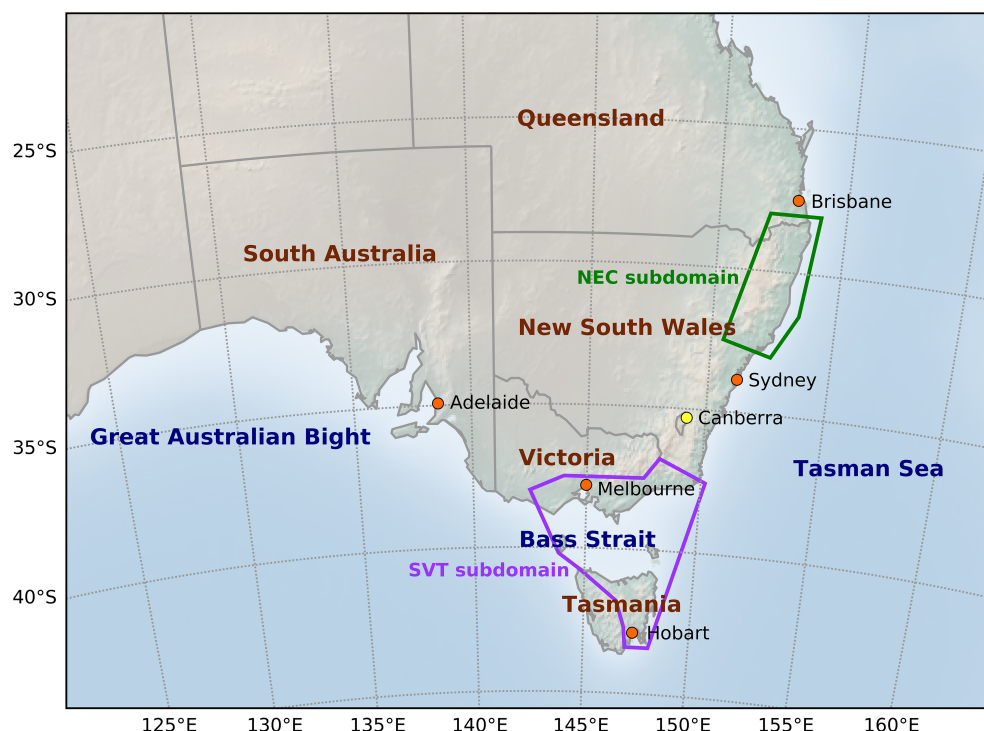 Queensland
25°S
Brisbane
South Australia
NEC subdomain
30°S
New South Wales
Sydney
Adelaide
Canberra
Great Australian Bight
35°S
Victoria
Tasman Sea
Melbourne
Bass Strait
SVT subdomain
40°S
Tasmania
Hobart
125°E 130°E 135°E 140°E 145°E 150°E 155°E 160°E